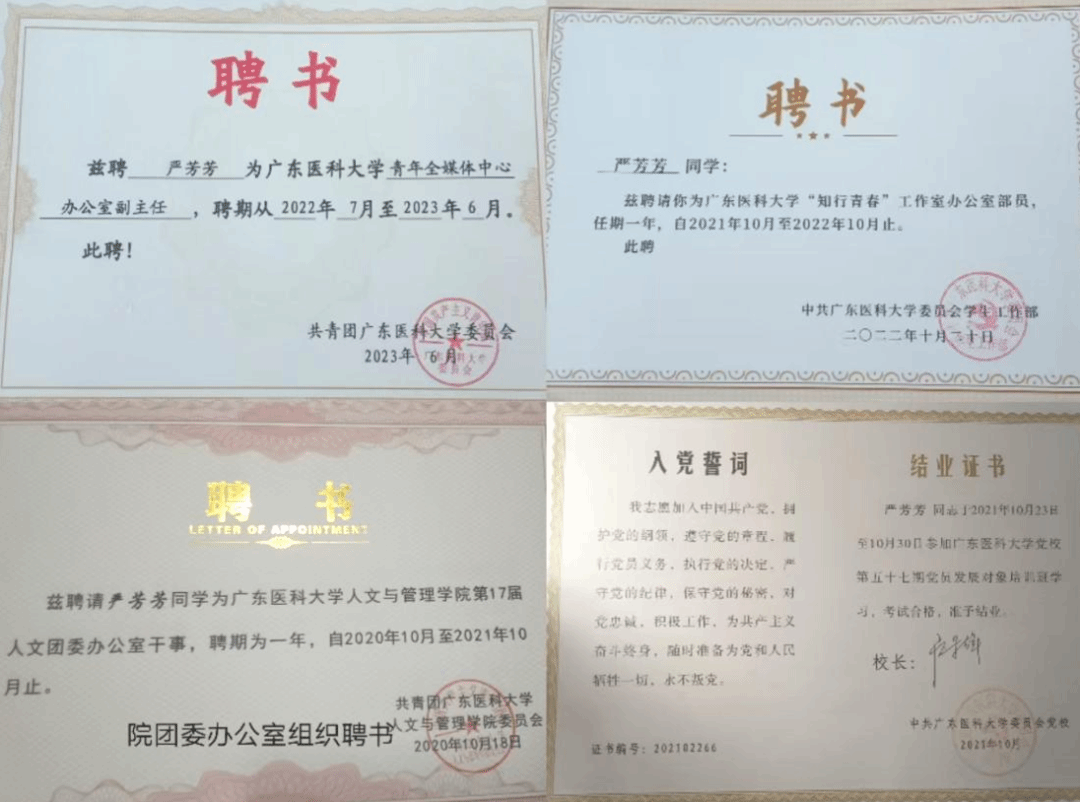 聘书
兹聘 严芳芳 为广东医科大学青年全媒体中心
办公室副主任 ，聘期从 2022年 7月至 2023年 6 月。
此聘！
共青团广东医科大学委员会
2023年 6月
聘书
严芳芳 同学：
兹聘请你为广东医科大学“知行青春”工作室办公室部员，
任期一年，自2021年10月至2022年10月止。
此聘
中共广东医科大学委员会学生工作部
二〇二二年十月二十日
聘 书
LETTER OF APPOINTMENT
兹聘请严芳芳同学为广东医科大学人文与管理学院第17届
人文团委办公室干事，聘期为一年，自2020年10月至2021年10
月止。
共青团广东医科大学
人文与管理学院委员会
2020年10月18日
院团委办公室组织聘书
入党誓词
我志愿加入中国共产党，拥
护党的纲领，遵守党的章程，履
行党员义务，执行党的决定，严
守党的纪律，保守党的秘密，对
党忠诚，积极工作，为共产主义
奋斗终身，随时准备为党和人民
牺牲一切，永不叛党。
证书编号：202102266
结业证书
严芳芳 同志于2021年10月23日
至10月30日参加广东医科大学党校
第五十七期党员发展对象培训班学
习，考试合格，准予结业。
校长：
中共广东医科大学委员会党校
2021年10月